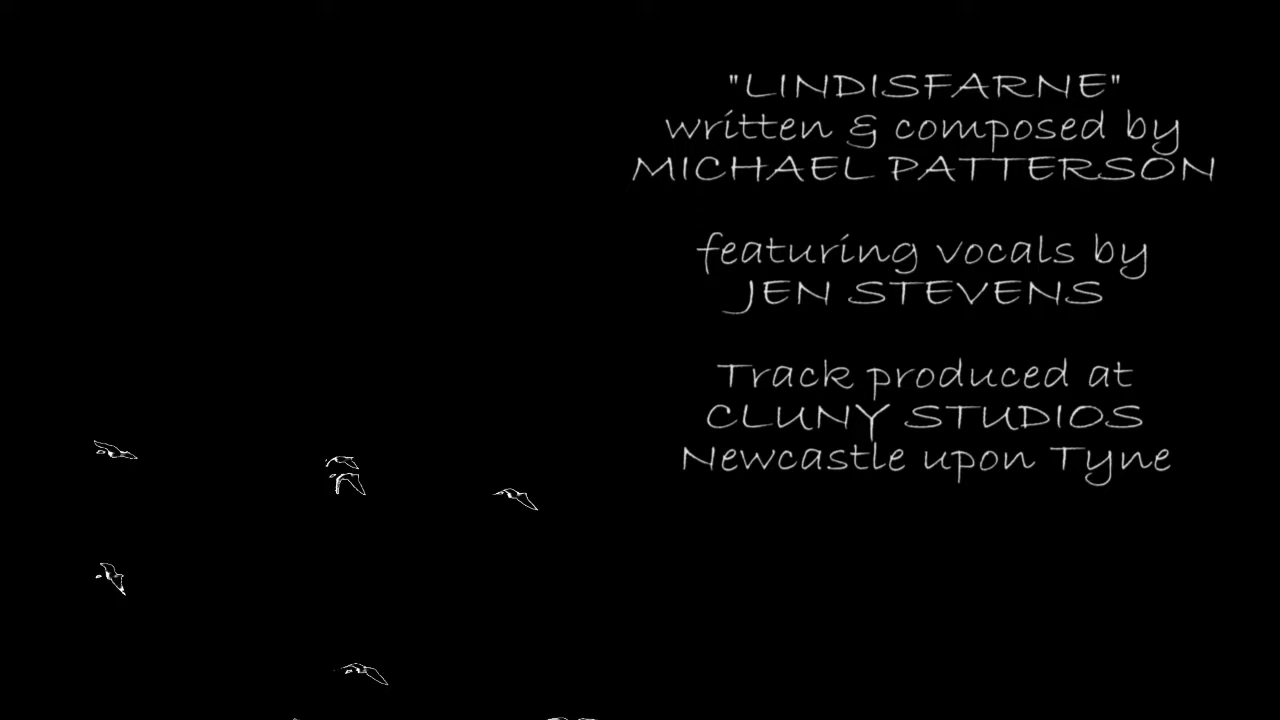 "LINDISFARNE"
written & composed by
MICHAEL PATTERSON
featuring vocals by
JEN STEVENS
Track produced at
CLUNY STUDIOS
Newcastle upon Tyne